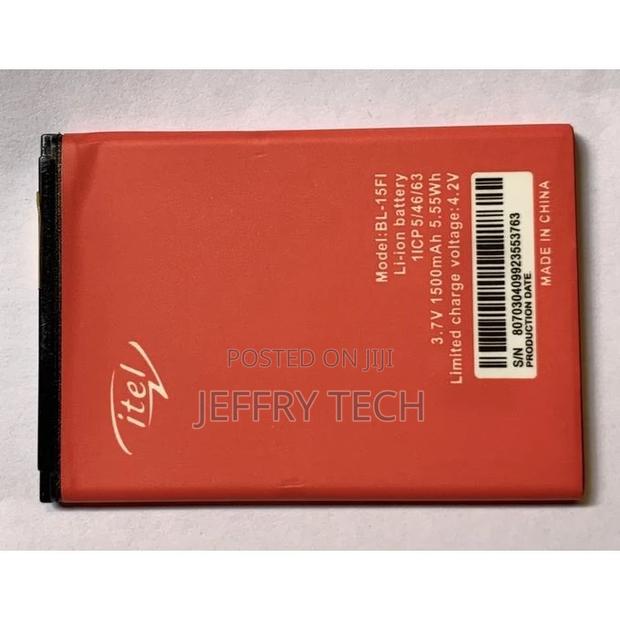 Model:BL-15FI
Li-ion battery
1ICP5/46/63
3.7V 1500mAh 5.55Wh
Limited charge voltage:4.2V
S/N 807030409923553763
PRODUCTION DATE
MADE IN CHINA
itel
POSTED ON JIJI
JEFFRY TECH